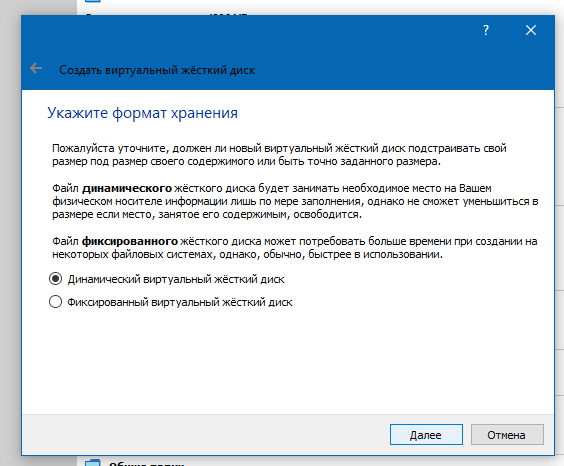 ?
Создать виртуальный жёсткий диск
Укажите формат хранения
Пожалуйста уточните, должен ли новый виртуальный жёсткий диск подстраивать свой
размер под размер своего содержимого или быть точно заданного размера.
Файл динамического жёсткого диска будет занимать необходимое место на Вашем
физическом носителе информации лишь по мере заполнения, однако не сможет уменьшиться в
размере если место, занятое его содержимым, освободится.
Файл фиксированного жёсткого диска может потребовать больше времени при создании на
некоторых файловых системах, однако, обычно, быстрее в использовании.
Динамический виртуальный жёсткий диск
Фиксированный виртуальный жёсткий диск
Далее Отмена